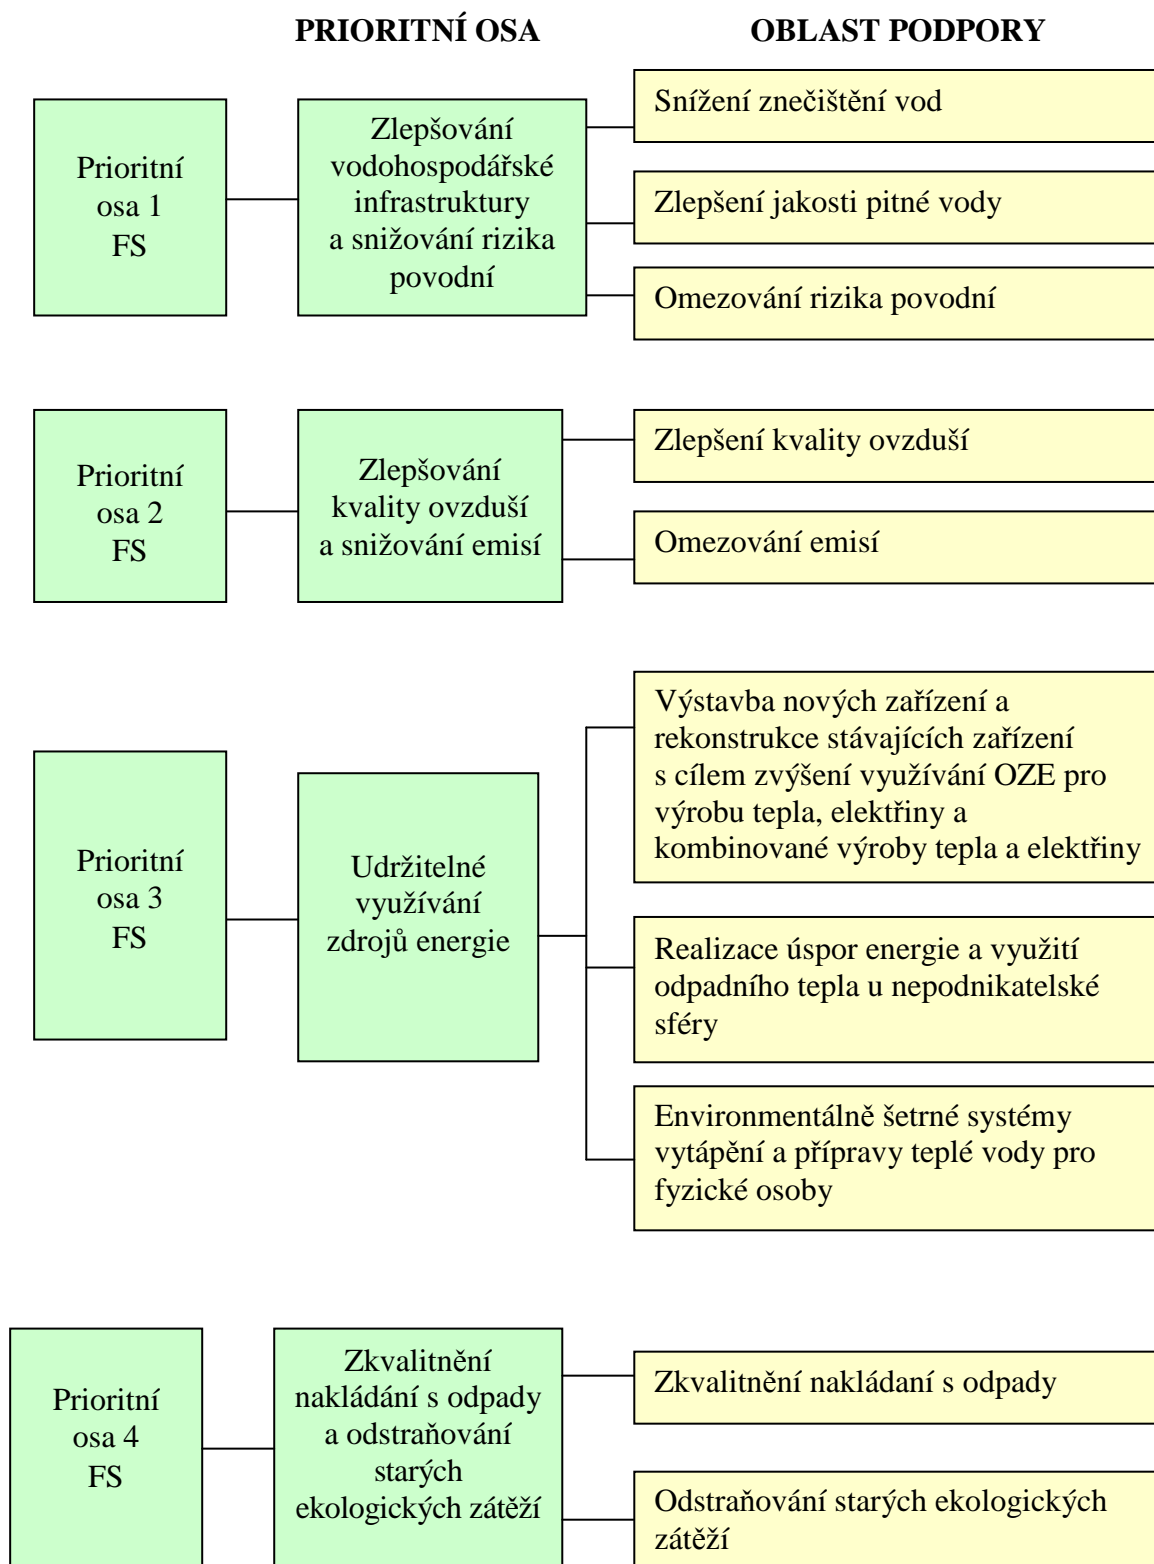 PRIORITNÍ OSA
OBLAST PODPORY
Prioritní
osa 1
FS
Zlepšování
vodohospodářské
infrastruktury
a snižování rizika
povodní
Snížení znečištění vod
Zlepšení jakosti pitné vody
Omezování rizika povodní
Prioritní
osa 2
FS
Zlepšování
kvality ovzduší
a snižování emisí
Zlepšení kvality ovzduší
Omezování emisí
Prioritní
osa 3
FS
Udržitelné
využívání
zdrojů energie
Výstavba nových zařízení a
rekonstrukce stávajících zařízení
s cílem zvýšení využívání OZE pro
výrobu tepla, elektřiny a
kombinované výroby tepla a elektřiny
Realizace úspor energie a využití
odpadního tepla u nepodnikatelské
sféry
Environmentálně šetrné systémy
vytápění a přípravy teplé vody pro
fyzické osoby
Prioritní
osa 4
FS
Zkvalitnění
nakládání s odpady
a odstraňování
starých
ekologických zátěží
Zkvalitnění nakládaní s odpady
Odstraňování starých ekologických
zátěží